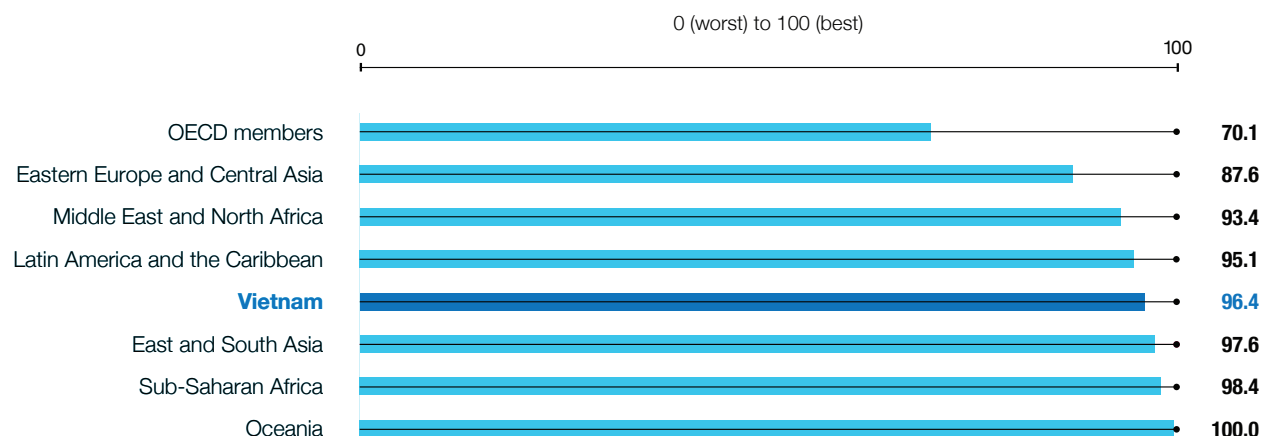 0 (worst) to 100 (best)
0 100
OECD members 70.1
Eastern Europe and Central Asia 87.6
Middle East and North Africa 93.4
Latin America and the Caribbean 95.1
Vietnam 96.4
East and South Asia 97.6
Sub-Saharan Africa 98.4
Oceania 100.0